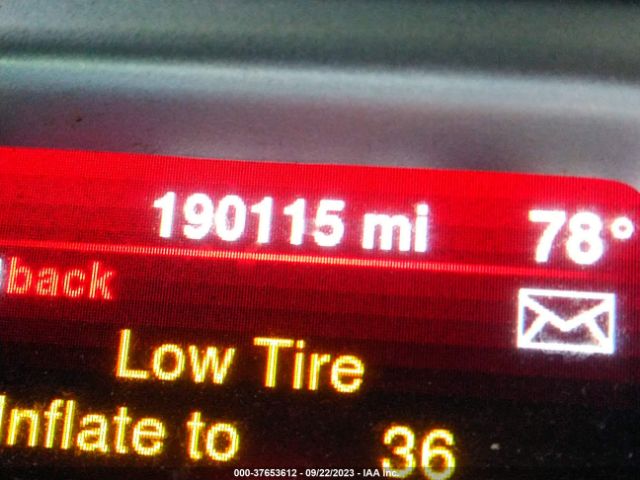 190115 mi 78°
back
Low Tire
Inflate to 36
000-37653612 - 09/22/2023 - IAA Inc.